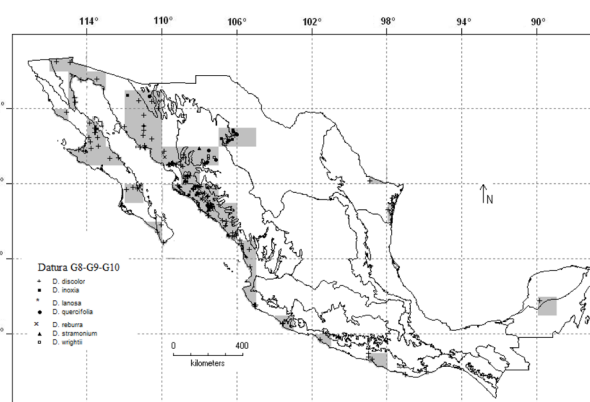 114° 110° 106° 102° 98° 94° 90°
N
Datura G8-G9-G10
+ D. discolor
▪ D. inoxia
* D. lanosa
● D. quercifolia
× D. reburra
▲ D. stramonium
▫ D. wrightii
0 400
kilometers